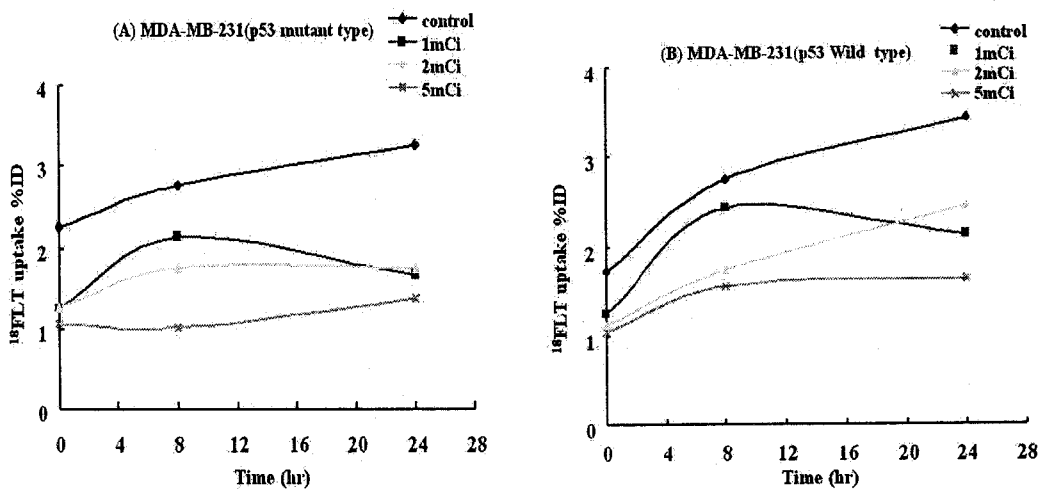 (A) MDA-MB-231(p53 mutant type)
control
1mCi
2mCi
5mCi
18FLT uptake %ID
4
3
2
1
0
0 4 8 12 16 20 24 28
Time (hr)
(B) MDA-MB-231(p53 Wild type)
control
1mCi
2mCi
5mCi
18FLT uptake %ID
4
3
2
1
0
0 4 8 12 16 20 24 28
Time (hr)